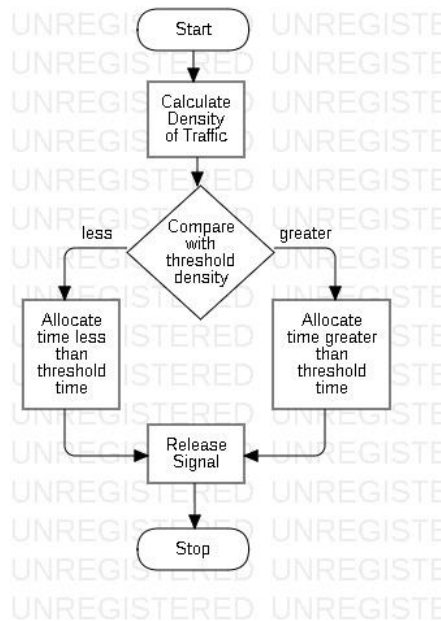 Start
Calculate
Density
of Traffic
less
Compare
with
threshold
density
greater
Allocate
time less
than
threshold
time
Allocate
time greater
than
threshold
time
Release
Signal
Stop
UNREGISTERED